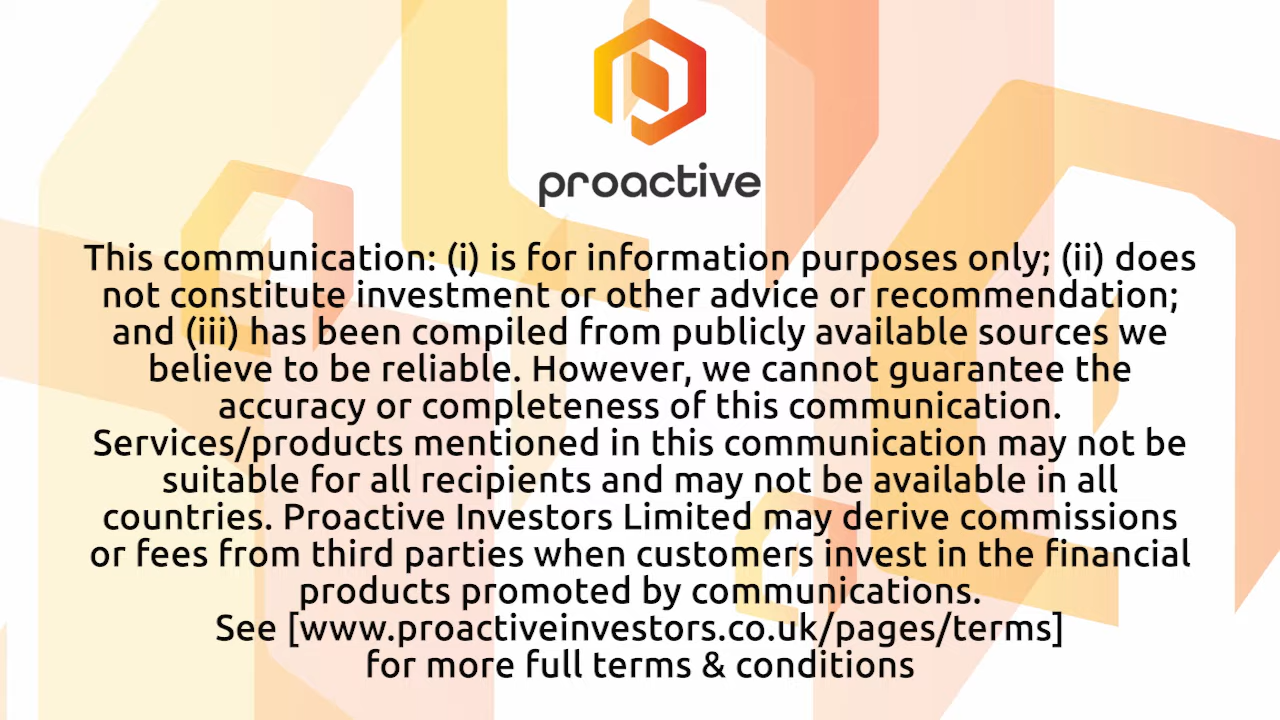 proactive
This communication: (i) is for information purposes only; (ii) does
not constitute investment or other advice or recommendation;
and (iii) has been compiled from publicly available sources we
believe to be reliable. However, we cannot guarantee the
accuracy or completeness of this communication.
Services/products mentioned in this communication may not be
suitable for all recipients and may not be available in all
countries. Proactive Investors Limited may derive commissions
or fees from third parties when customers invest in the financial
products promoted by communications.
See [www.proactiveinvestors.co.uk/pages/terms]
for more full terms & conditions